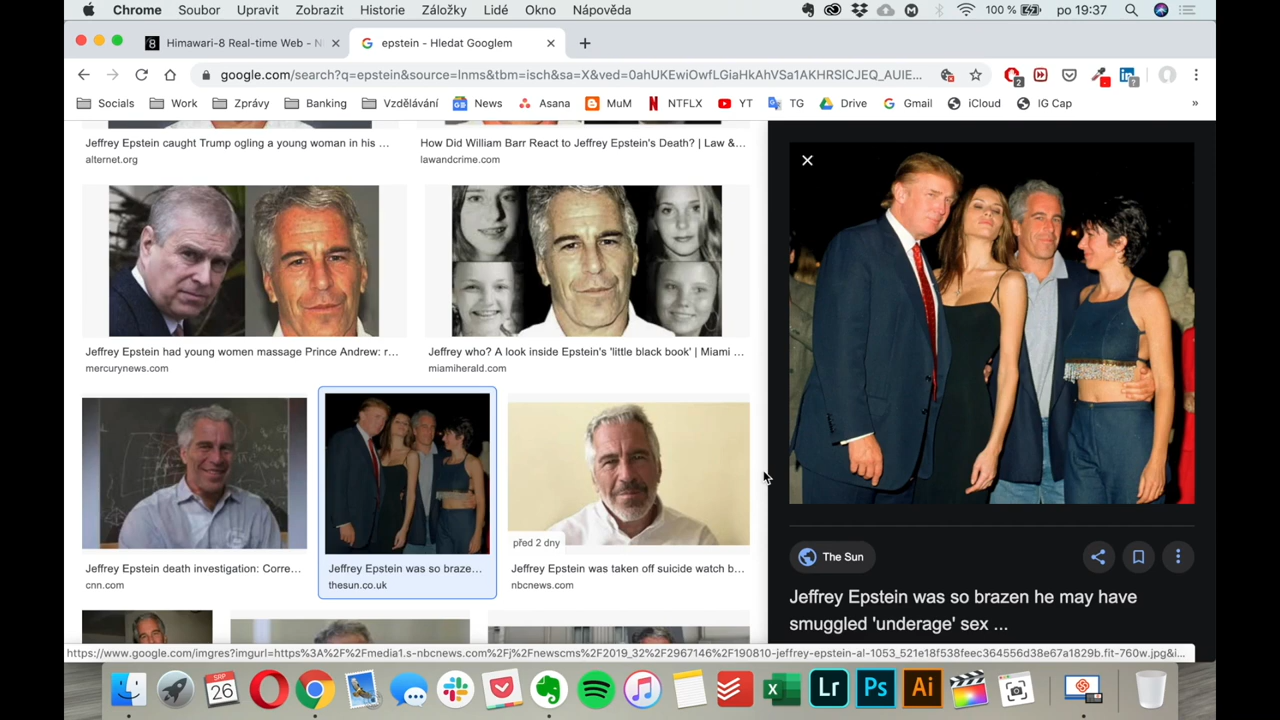 Chrome Soubor Upravit Zobrazit Historie Záložky Lidé Okno Nápověda 100 % po 19:37
8 Himawari-8 Real-time Web - N × G epstein - Hledat Googlem × +
google.com/search?q=epstein&source=lnms&tbm=isch&sa=X&ved=0ahUKEwiOwfLGiaHkAhVSa1AKHRSICJEQ_AUIE... 2
Socials Work Zprávy Banking Vzdělávání News Asana MuM NETFLX YT TG Drive Gmail iCloud IG Cap »
Jeffrey Epstein caught Trump ogling a young woman in his ...
alternet.org
How Did William Barr React to Jeffrey Epstein's Death? | Law &...
lawandcrime.com
Jeffrey Epstein had young women massage Prince Andrew: r...
mercurynews.com
Jeffrey who? A look inside Epstein's 'little black book' | Miami ...
miamiherald.com
Jeffrey Epstein death investigation: Corre...
cnn.com
Jeffrey Epstein was so braze...
thesun.co.uk
před 2 dny
Jeffrey Epstein was taken off suicide watch b...
nbcnews.com
The Sun
Jeffrey Epstein was so brazen he may have
smuggled 'underage' sex ...
https://www.google.com/imgres?imgurl=https%3A%2F%2Fmedia1.s-nbcnews.com%2Fj%2Fnewscms%2F2019_32%2F2967146%2F190810-jeffrey-epstein-al-1053_521e18f538feec364556d38e67a1829b.fit-760w.jpg&i...
SRP
26
Lr Ps Ai